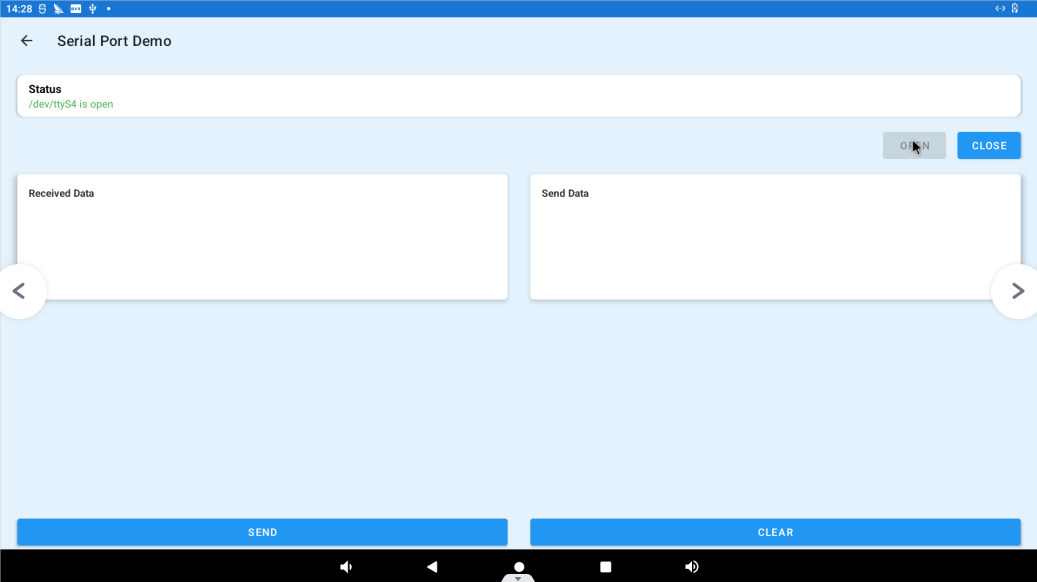 14:28
Serial Port Demo
Status
/dev/ttyS4 is open
OPEN
CLOSE
Received Data
Send Data
SEND
CLEAR